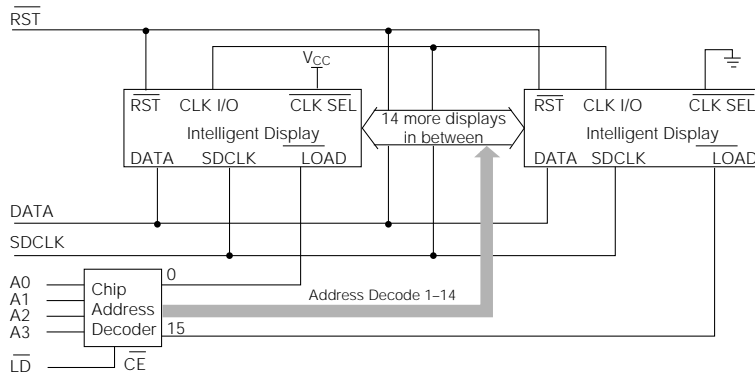 RST
VCC
RST CLK I/O CLK SEL
Intelligent Display
DATA SDCLK LOAD
14 more displays
in between
RST CLK I/O CLK SEL
Intelligent Display
DATA SDCLK LOAD
DATA
SDCLK
A0
A1
A2
A3
Chip
Address
Decoder
0
15
Address Decode 1–14
LD
CE